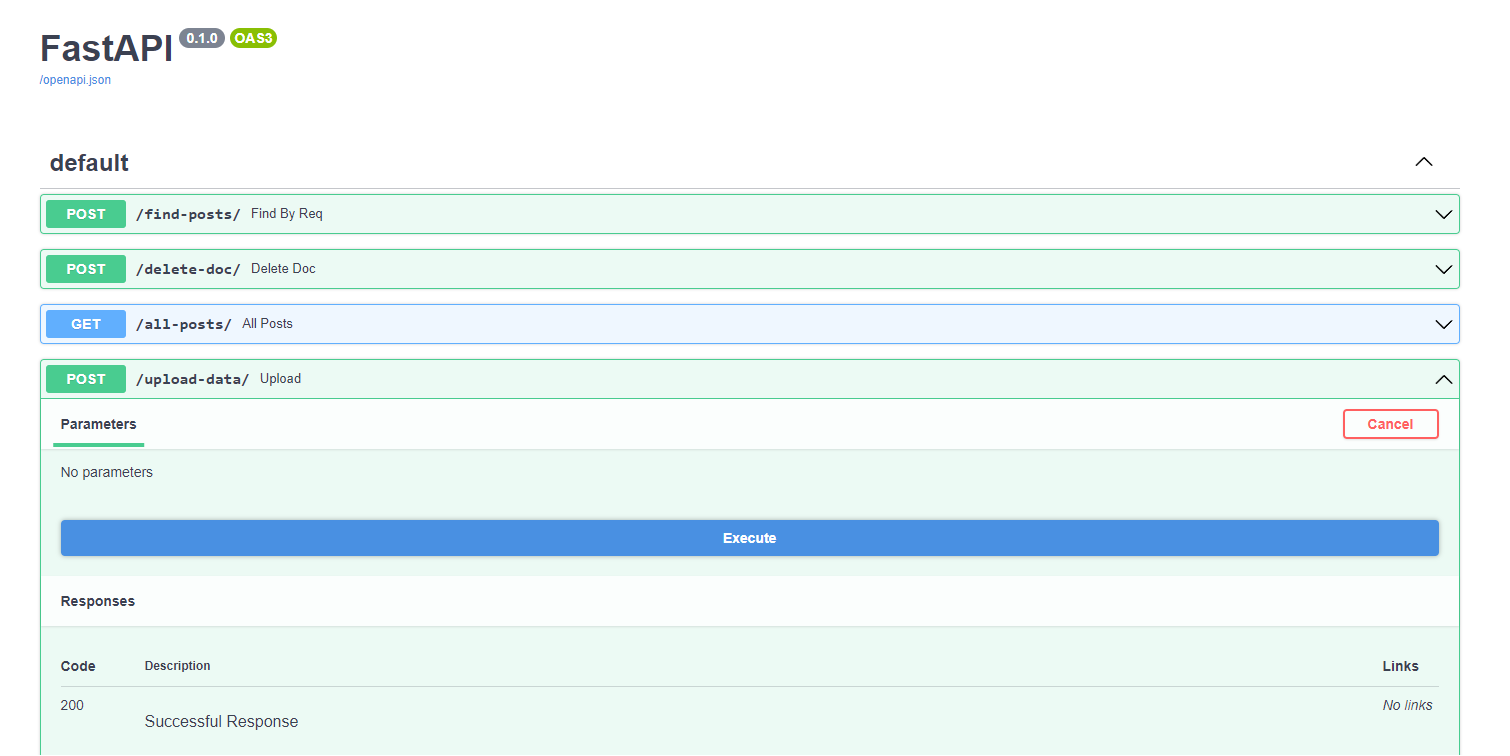 FastAPI 0.1.0 OAS3
/openapi.json
default
POST /find-posts/ Find By Req
POST /delete-doc/ Delete Doc
GET /all-posts/ All Posts
POST /upload-data/ Upload
Parameters Cancel
No parameters
Execute
Responses
Code Description Links
200 No links
Successful Response